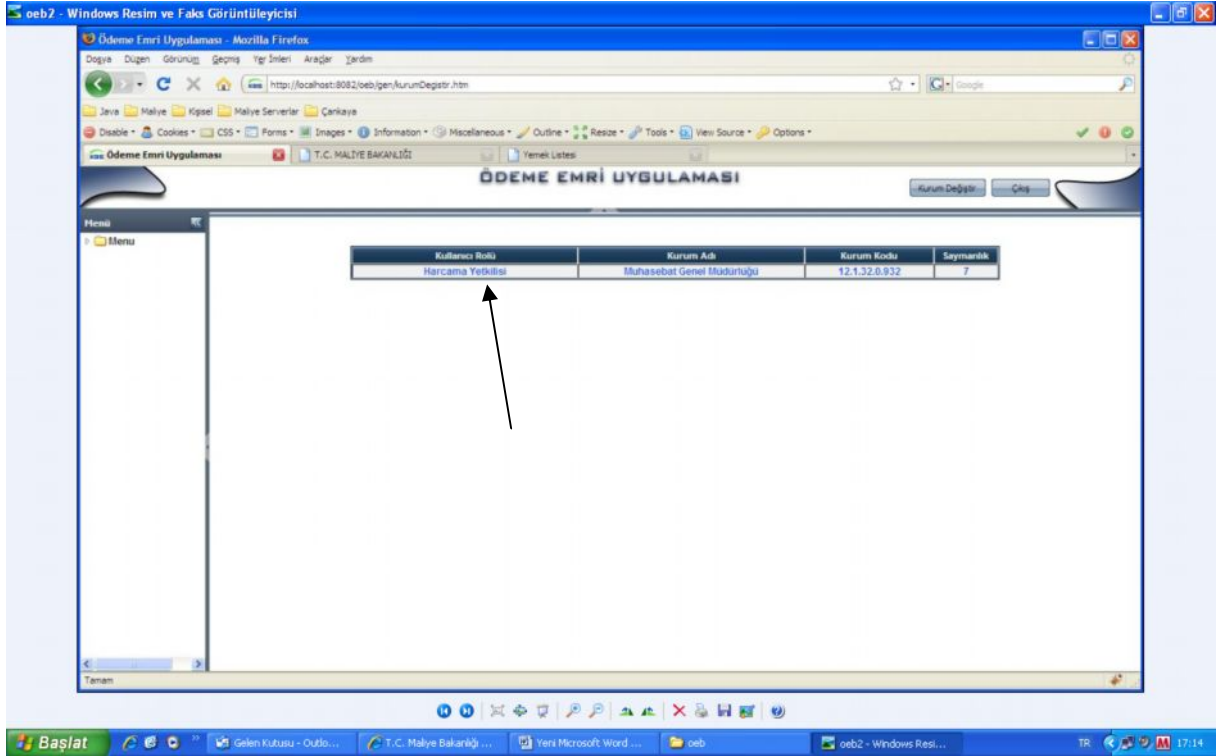 oeb2 - Windows Resim ve Faks Görüntüleyicisi
Ödeme Emri Uygulaması - Mozilla Firefox
Dosya Düzen Görünüm Geçmiş Yer İmleri Araçlar Yardım
http://localhost:8082/oeb/gen/kurumDegistir.htm Google
Java Maliye Kişisel Maliye Serverlar Çankaya
Disable Cookies CSS Forms Images Information Miscellaneous Outline Resize Tools View Source Options
Ödeme Emri Uygulaması T.C. MALİYE BAKANLIĞI Yemek Listesi
ÖDEME EMRİ UYGULAMASI
Kurum Değiştir Çıkış
Menü
Menu
Kullanıcı Rolü Kurum Adı Kurum Kodu Saymanlık
Harcama Yetkilisi Muhasebat Genel Müdürlüğü 12.1.32.0.932 7
Tamam
Başlat Gelen Kutusu - Outlo... T.C. Maliye Bakanlığı ... Yeni Microsoft Word ... oeb oeb2 - Windows Resi... TR 17:14